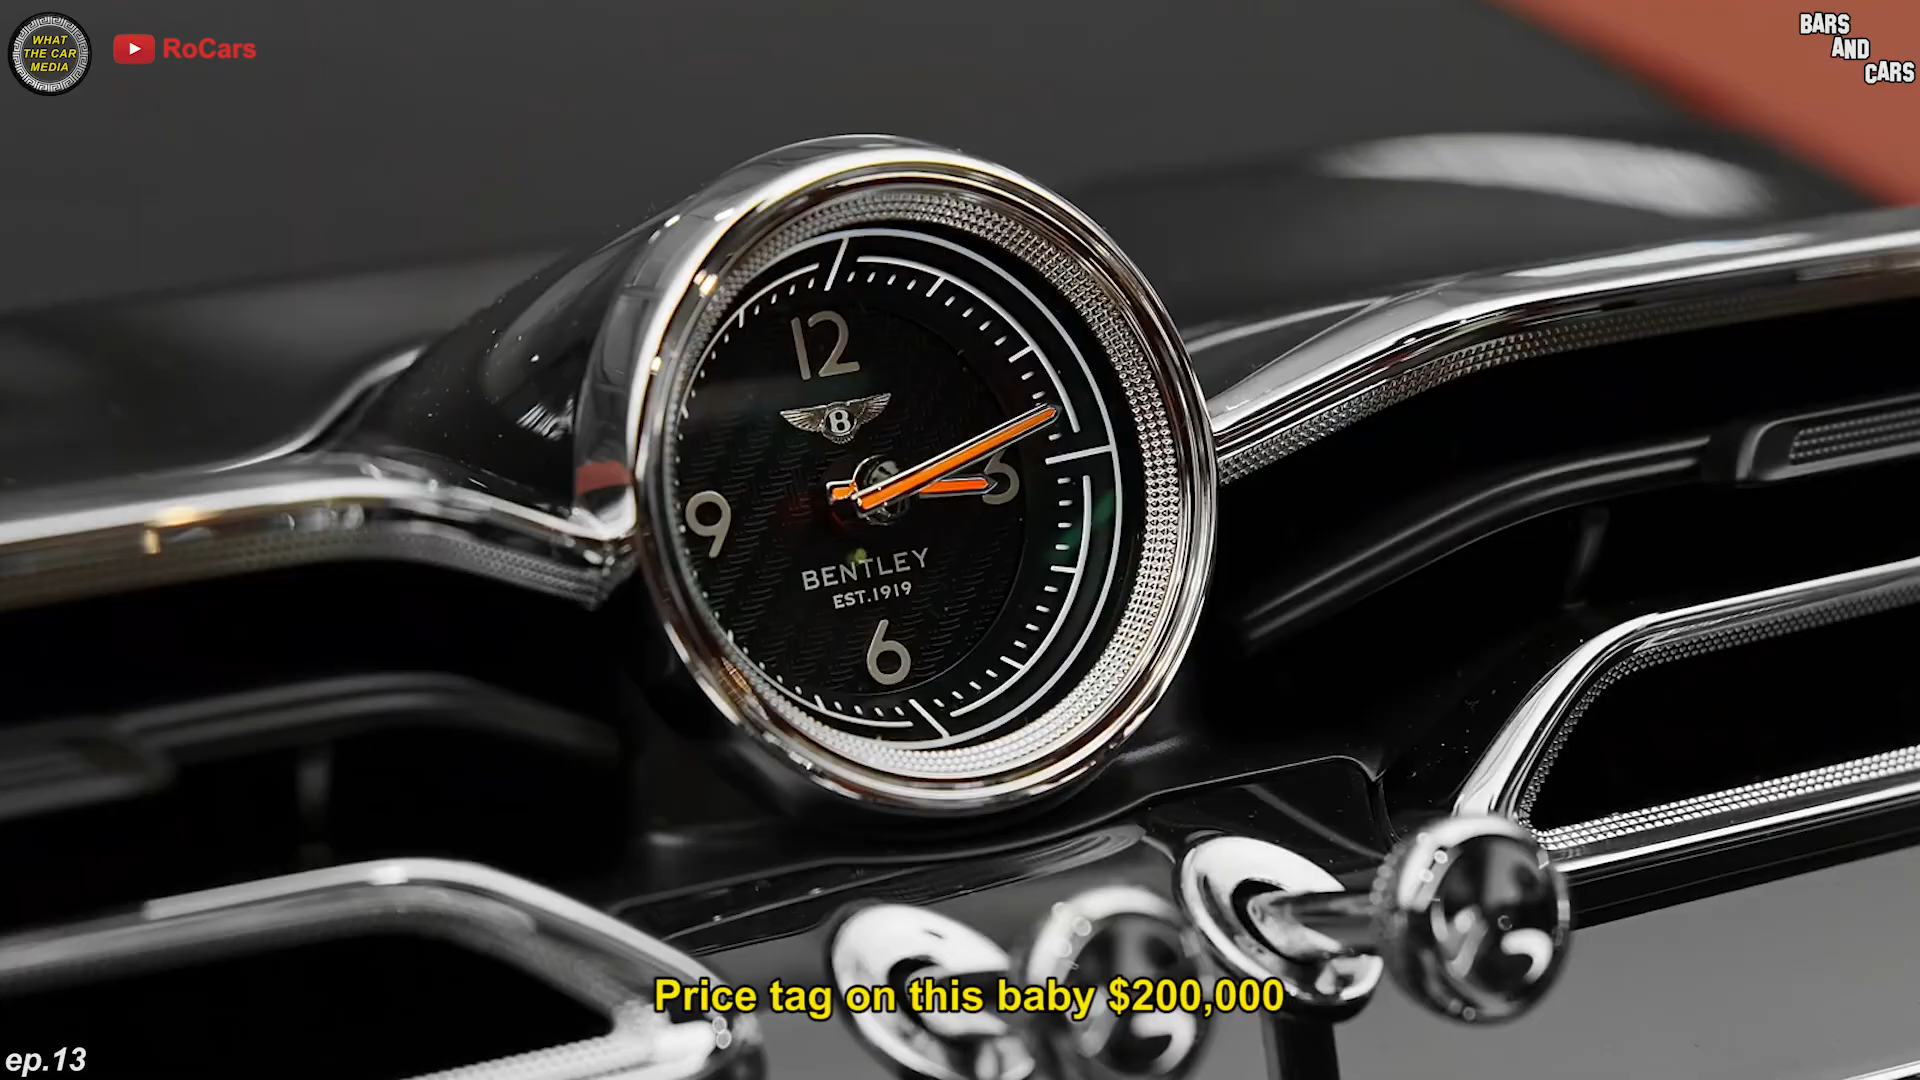 WHAT
THE CAR
MEDIA
RoCars
BARS
AND
CARS
12
B
9
3
BENTLEY
EST.1919
6
Price tag on this baby $200,000
ep.13